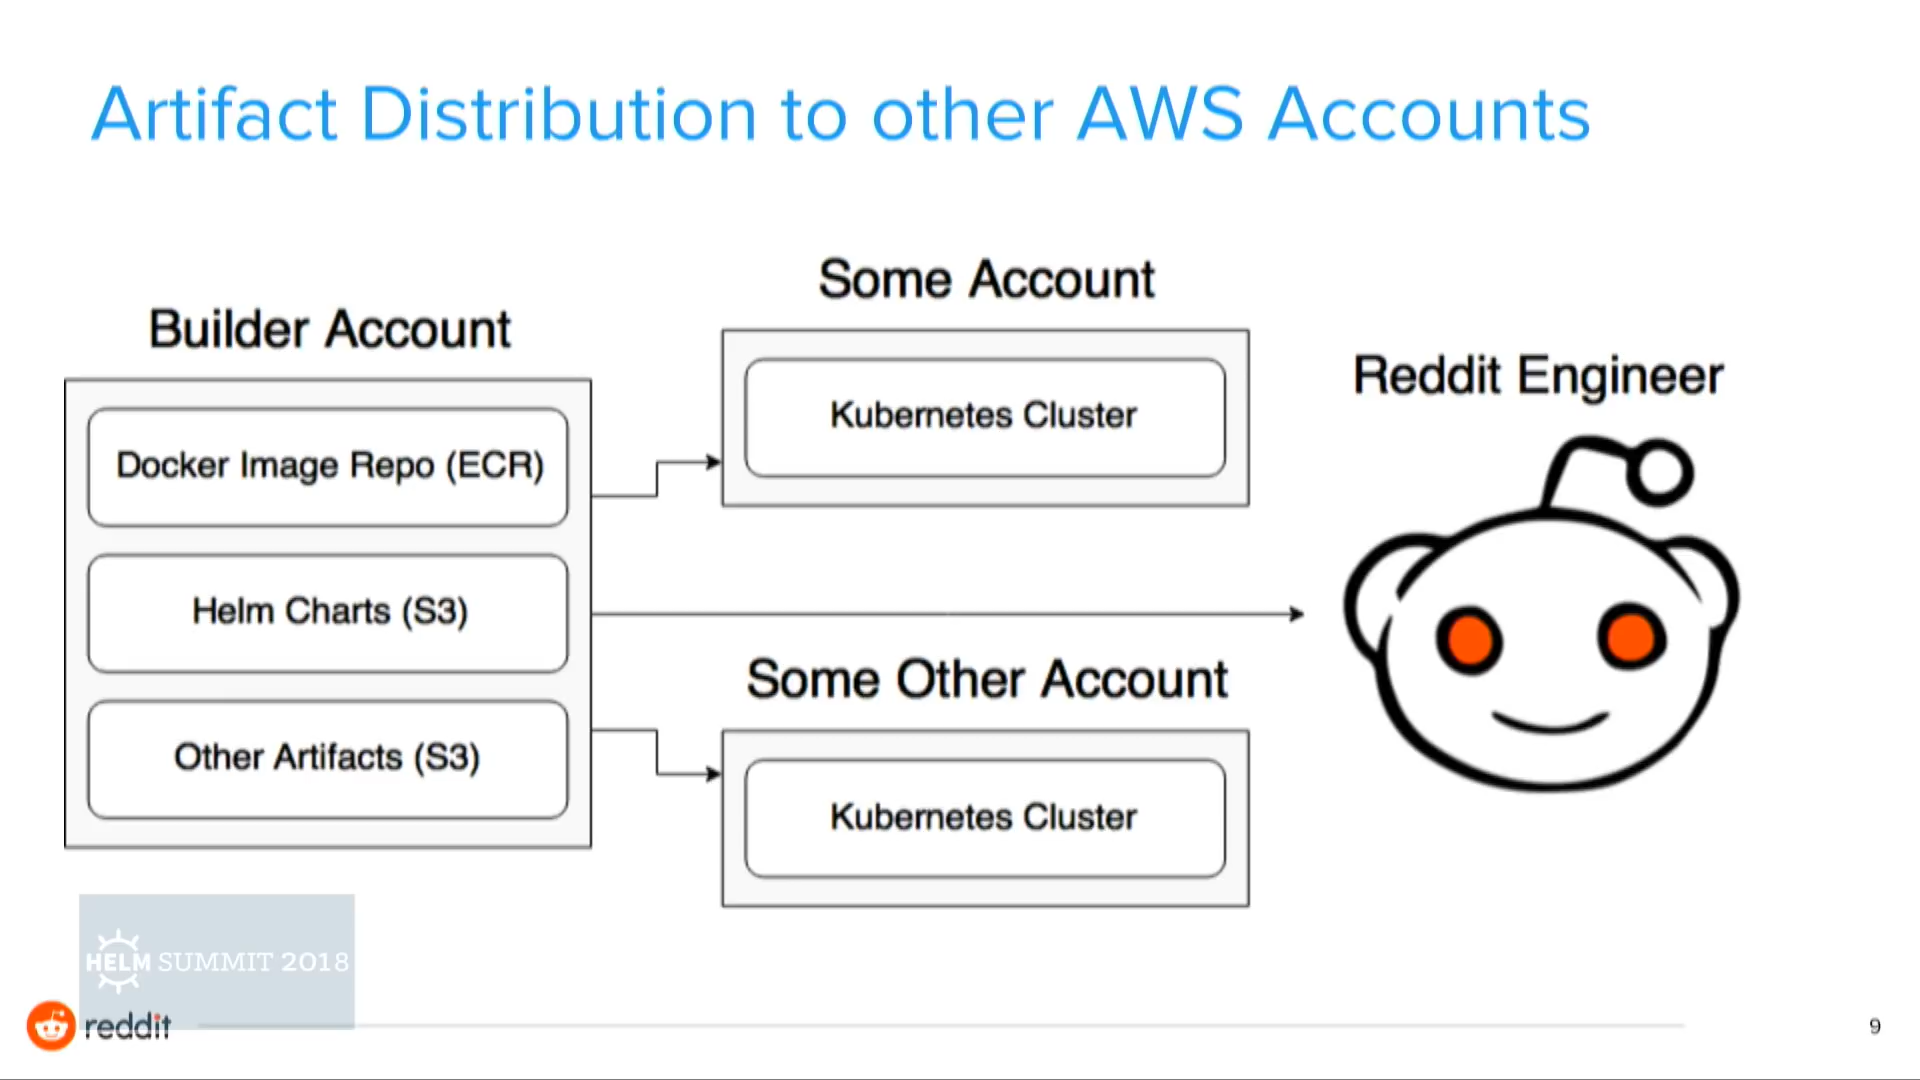 Artifact Distribution to other AWS Accounts
Builder Account
Docker Image Repo (ECR)
Helm Charts (S3)
Other Artifacts (S3)
Some Account
Kubernetes Cluster
Some Other Account
Kubernetes Cluster
Reddit Engineer
HELM SUMMIT 2018
reddit
9